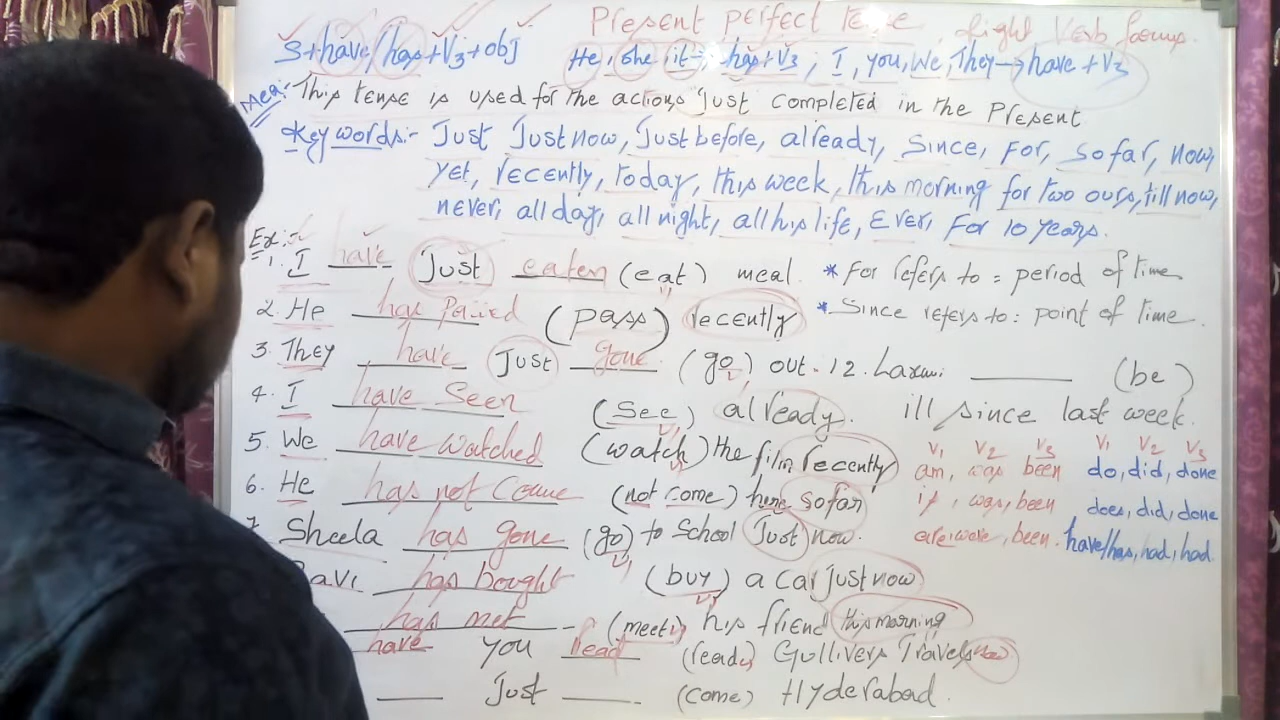 Present perfect tense, Right Verb forms.
S+have/has+V3+obj He, she, it → has+V3, I, you, We, They → have + V3
Mea:- This tense is used for the actions Just completed in the Present
Key words:- Just Just now, Just before, already, Since, For, So far, now,
yet, recently, today, this week, this morning for two ours, till now,
never, all day, all night, all his life, Ever, For 10 years.
Ex:-
1. I have Just eaten (eat) meal. * For refers to = period of time
2. He has passed (pass) recently * Since refers to: point of time.
3. They have Just gone (go) out. 12. Laxmi ______ (be)
4. I have Seen (See) already. ill since last week.
5. We have watched (watch) the film recently
V1 V2 V3 V1 V2 V3
am, was been do, did, done
6. He has not come (not come) here so far
is, was, been does, did, done
7. Sheela has gone (go) to School Just now.
are, were, been. have/has, had, had
Ravi has bought (buy) a car just now
has met (meet) his friend this morning
have you read (read) Gullivers Travels now
____ Just ____ (come) Hyderabad.